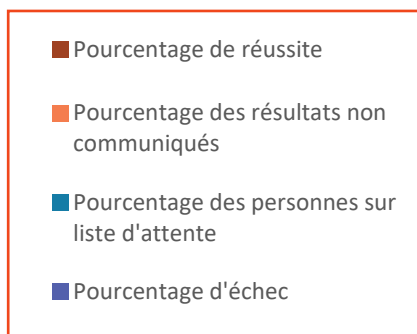 Pourcentage de réussite
Pourcentage des résultats non
communiqués
Pourcentage des personnes sur
liste d'attente
Pourcentage d'échec